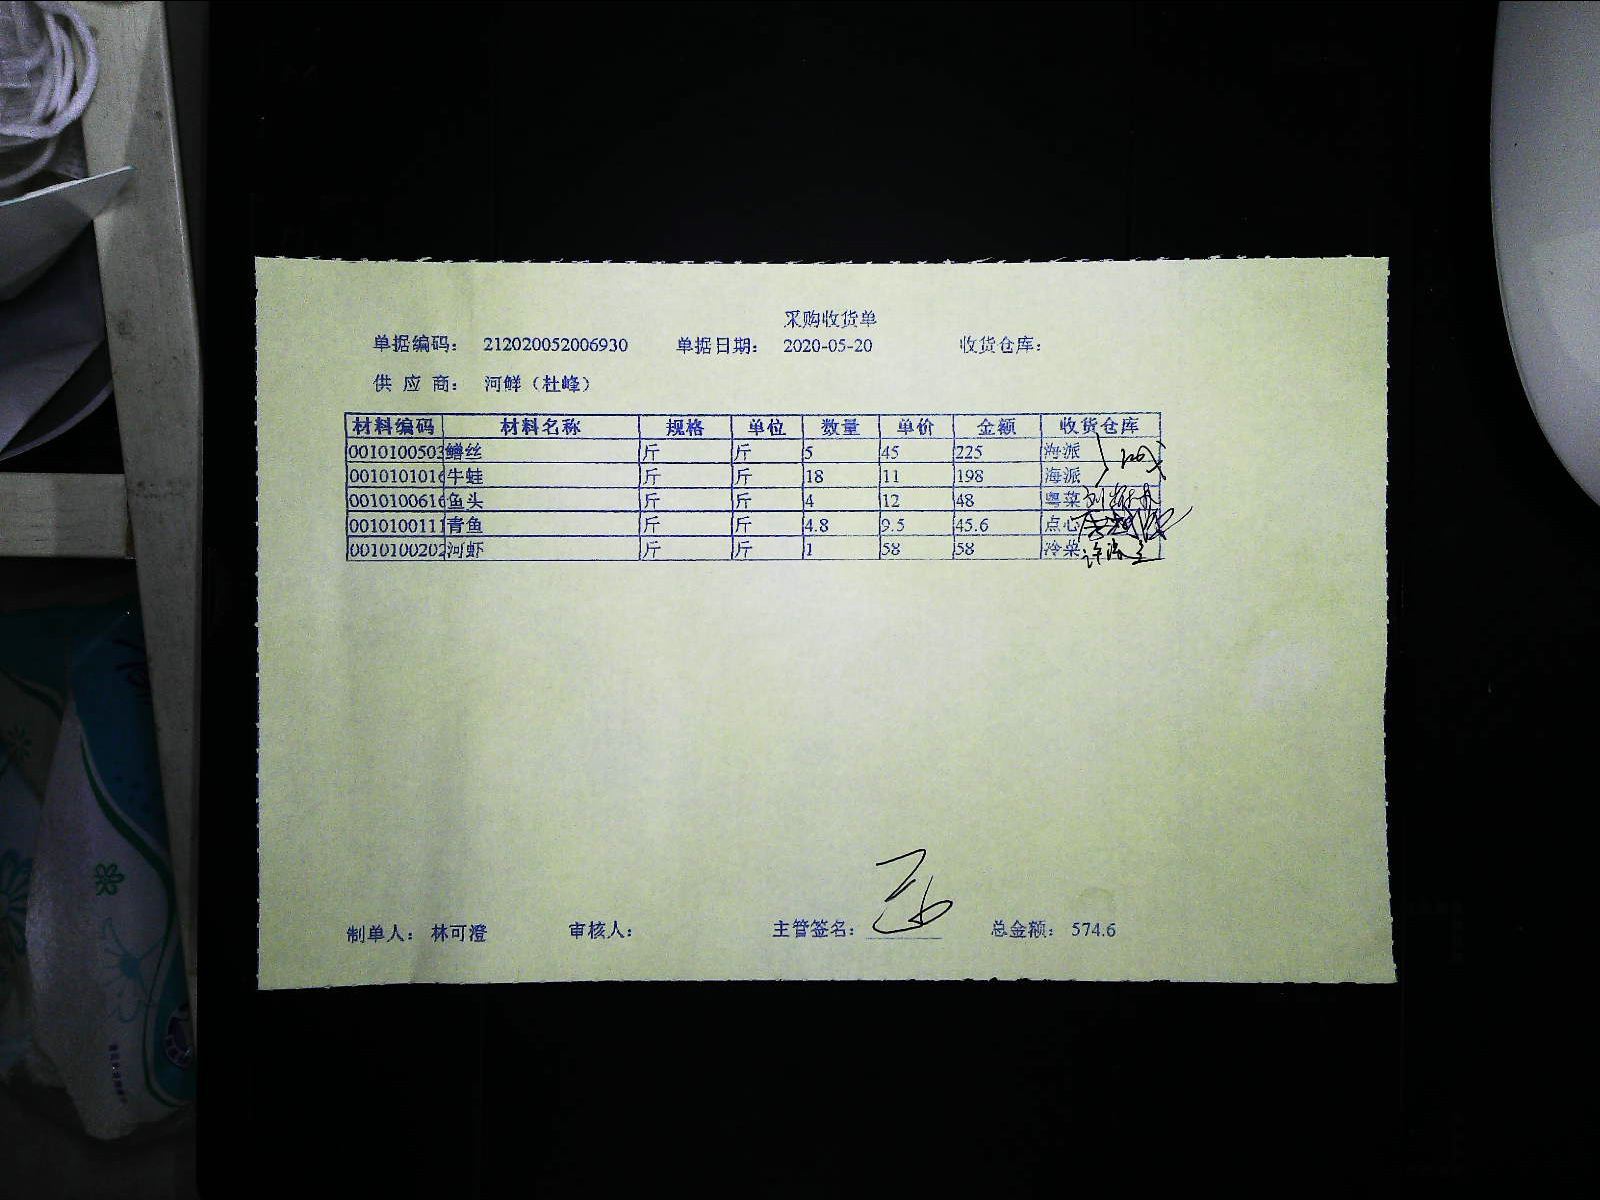 采购收货单
单据编码： 212020052006930 单据日期： 2020-05-20 收货仓库：
供 应 商： 河鲜（杜峰）
材料编码 材料名称 规格 单位 数量 单价 金额 收货仓库
0010100503 鳝丝 斤 斤 5 45 225 海派
0010101016 牛蛙 斤 斤 18 11 198 海派
0010100616 鱼头 斤 斤 4 12 48 粤菜
0010100111 青鱼 斤 斤 4.8 9.5 45.6 点心
0010100202 河虾 斤 斤 1 58 58 冷菜
制单人： 林可澄 审核人： 主管签名： 总金额： 574.6